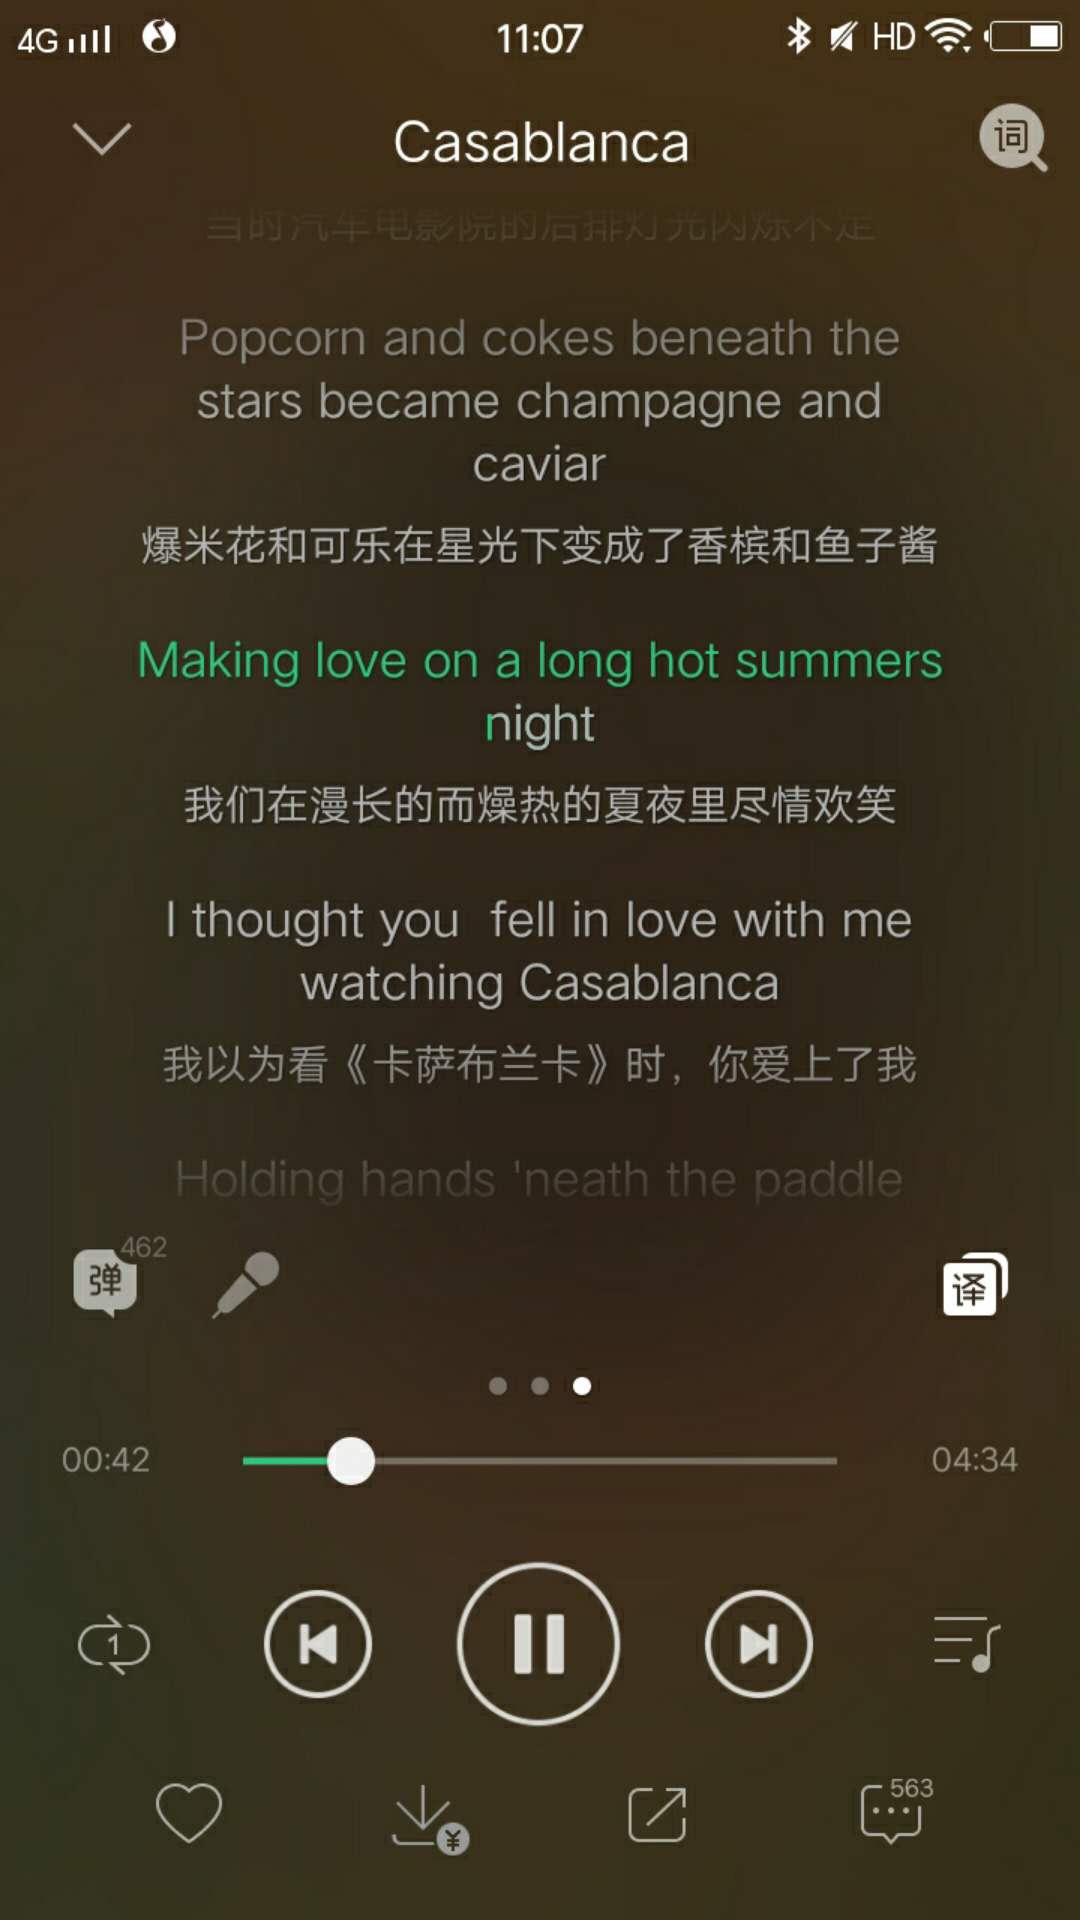 4G 11:07 HD
Casablanca 词
当时汽车电影院的后排灯光闪烁不定
Popcorn and cokes beneath the
stars became champagne and
caviar
爆米花和可乐在星光下变成了香槟和鱼子酱
Making love on a long hot summers
night
我们在漫长的而燥热的夏夜里尽情欢笑
I thought you  fell in love with me
watching Casablanca
我以为看《卡萨布兰卡》时，你爱上了我
Holding hands 'neath the paddle
弹 462 译
00:42 04:34
1
¥ 563